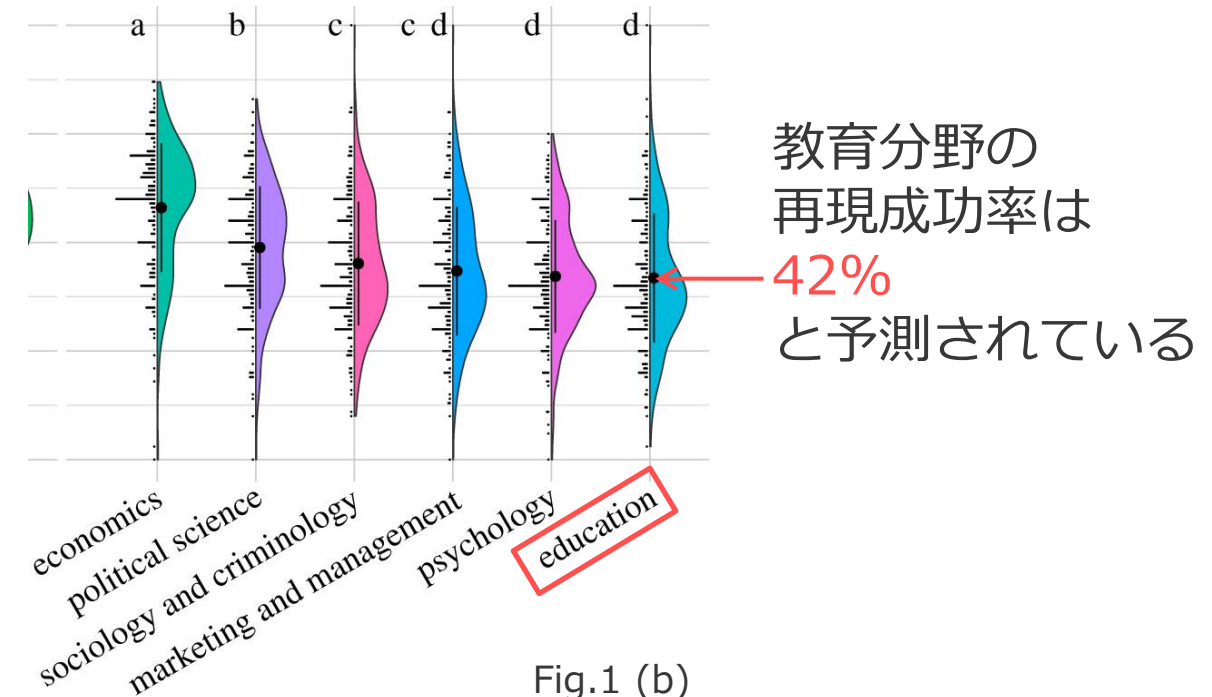 a b c c d d d
教育分野の
再現成功率は
42%
と予測されている
economics
political science
sociology and criminology
marketing and management
psychology
education
Fig.1 (b)